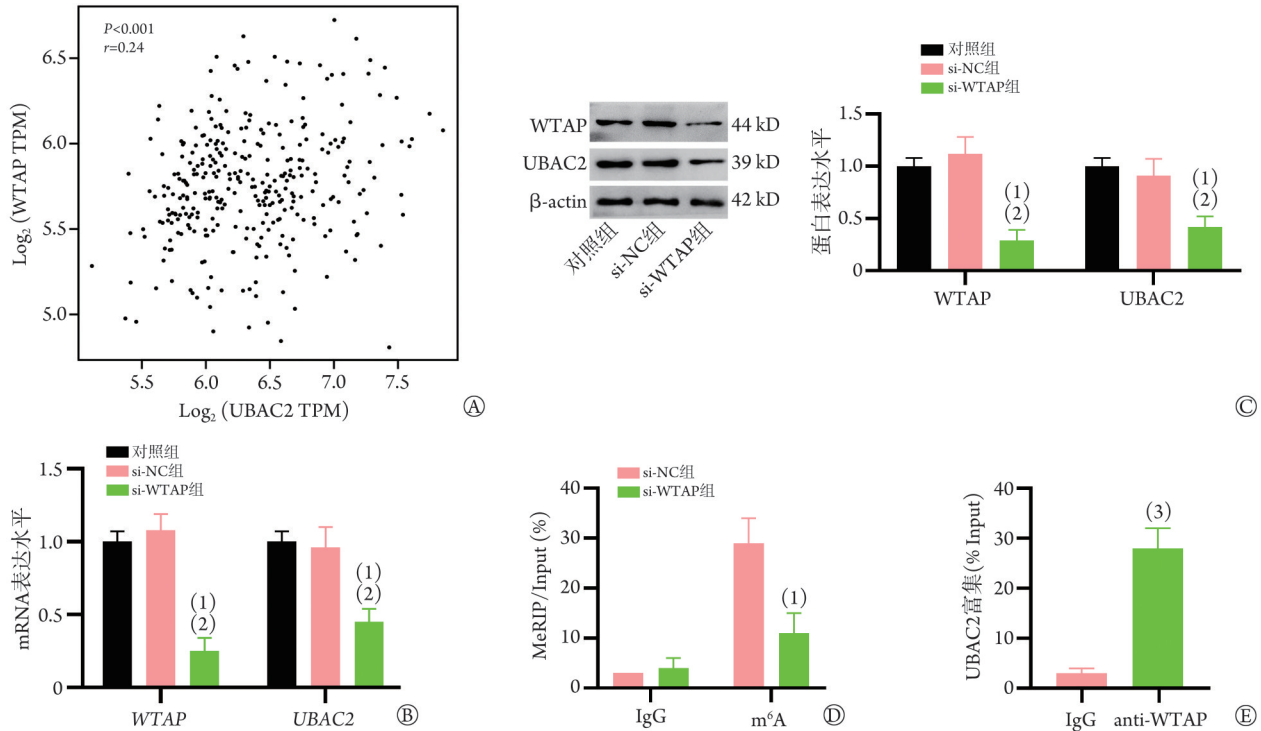 P<0.001
r=0.24
Log₂ (WTAP TPM)
6.5
6.0
5.5
5.0
5.5 6.0 6.5 7.0 7.5
Log₂ (UBAC2 TPM)
Ⓐ
WTAP 44 kD
UBAC2 39 kD
β-actin 42 kD
对照组 si-NC组 si-WTAP组
对照组
si-NC组
si-WTAP组
蛋白表达水平
1.5
1.0
0.5
0
(1)
(2)
(1)
(2)
WTAP UBAC2
Ⓒ
对照组
si-NC组
si-WTAP组
mRNA表达水平
1.5
1.0
0.5
0
(1)
(2)
(1)
(2)
WTAP UBAC2
Ⓑ
si-NC组
si-WTAP组
MeRIP/Input (%)
40
30
20
10
0
(1)
IgG m⁶A
Ⓓ
UBAC2富集(% Input)
40
30
20
10
0
(3)
IgG anti-WTAP
Ⓔ